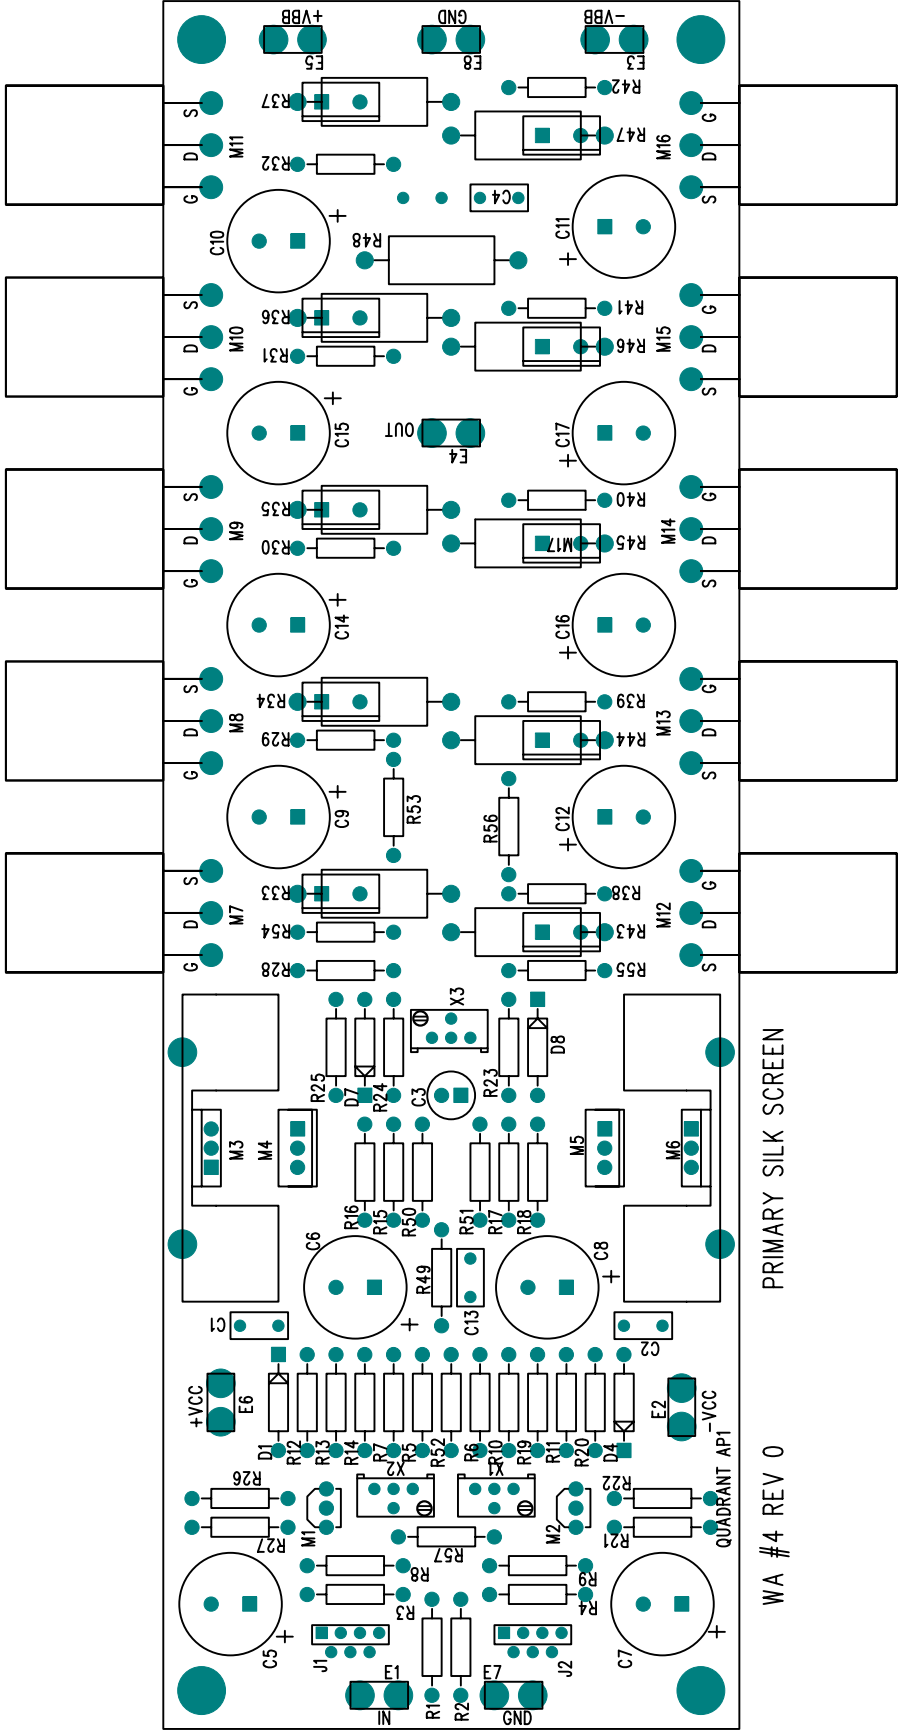 +VBB
GND
-VBB
E5
E8
E3
R37
R42
S
D
G
M11
R47
M16
G
D
S
R32
C4
C10
+
R48
C11
+
R36
R41
S
D
G
M10
R46
M15
G
D
S
R31
+
C15
OUT
E4
C17
+
R35
R40
S
D
G
M9
R30
M17
R45
M14
G
D
S
+
C14
C16
+
R34
R39
S
D
G
M8
R29
R44
M13
G
D
S
+
C9
R53
R56
C12
+
R33
R38
S
D
G
M7
R54
R43
M12
G
D
S
R28
R55
X3
R25
D7
R24
C3
R23
D8
M3
M4
M5
M6
R16
R15
R50
R51
R17
R18
C6
+
R49
C13
C8
+
C1
C2
+VCC
E6
E2
-VCC
D1
R12
R13
R14
R7
R5
R52
R6
R10
R19
R11
R20
D4
X2
X1
R26
R27
M1
R57
M2
R22
R21
QUADRANT AP1
R8
R3
R9
R4
C5
+
J1
J2
C7
+
E1
IN
R1
R2
E7
GND
PRIMARY SILK SCREEN
WA #4 REV 0